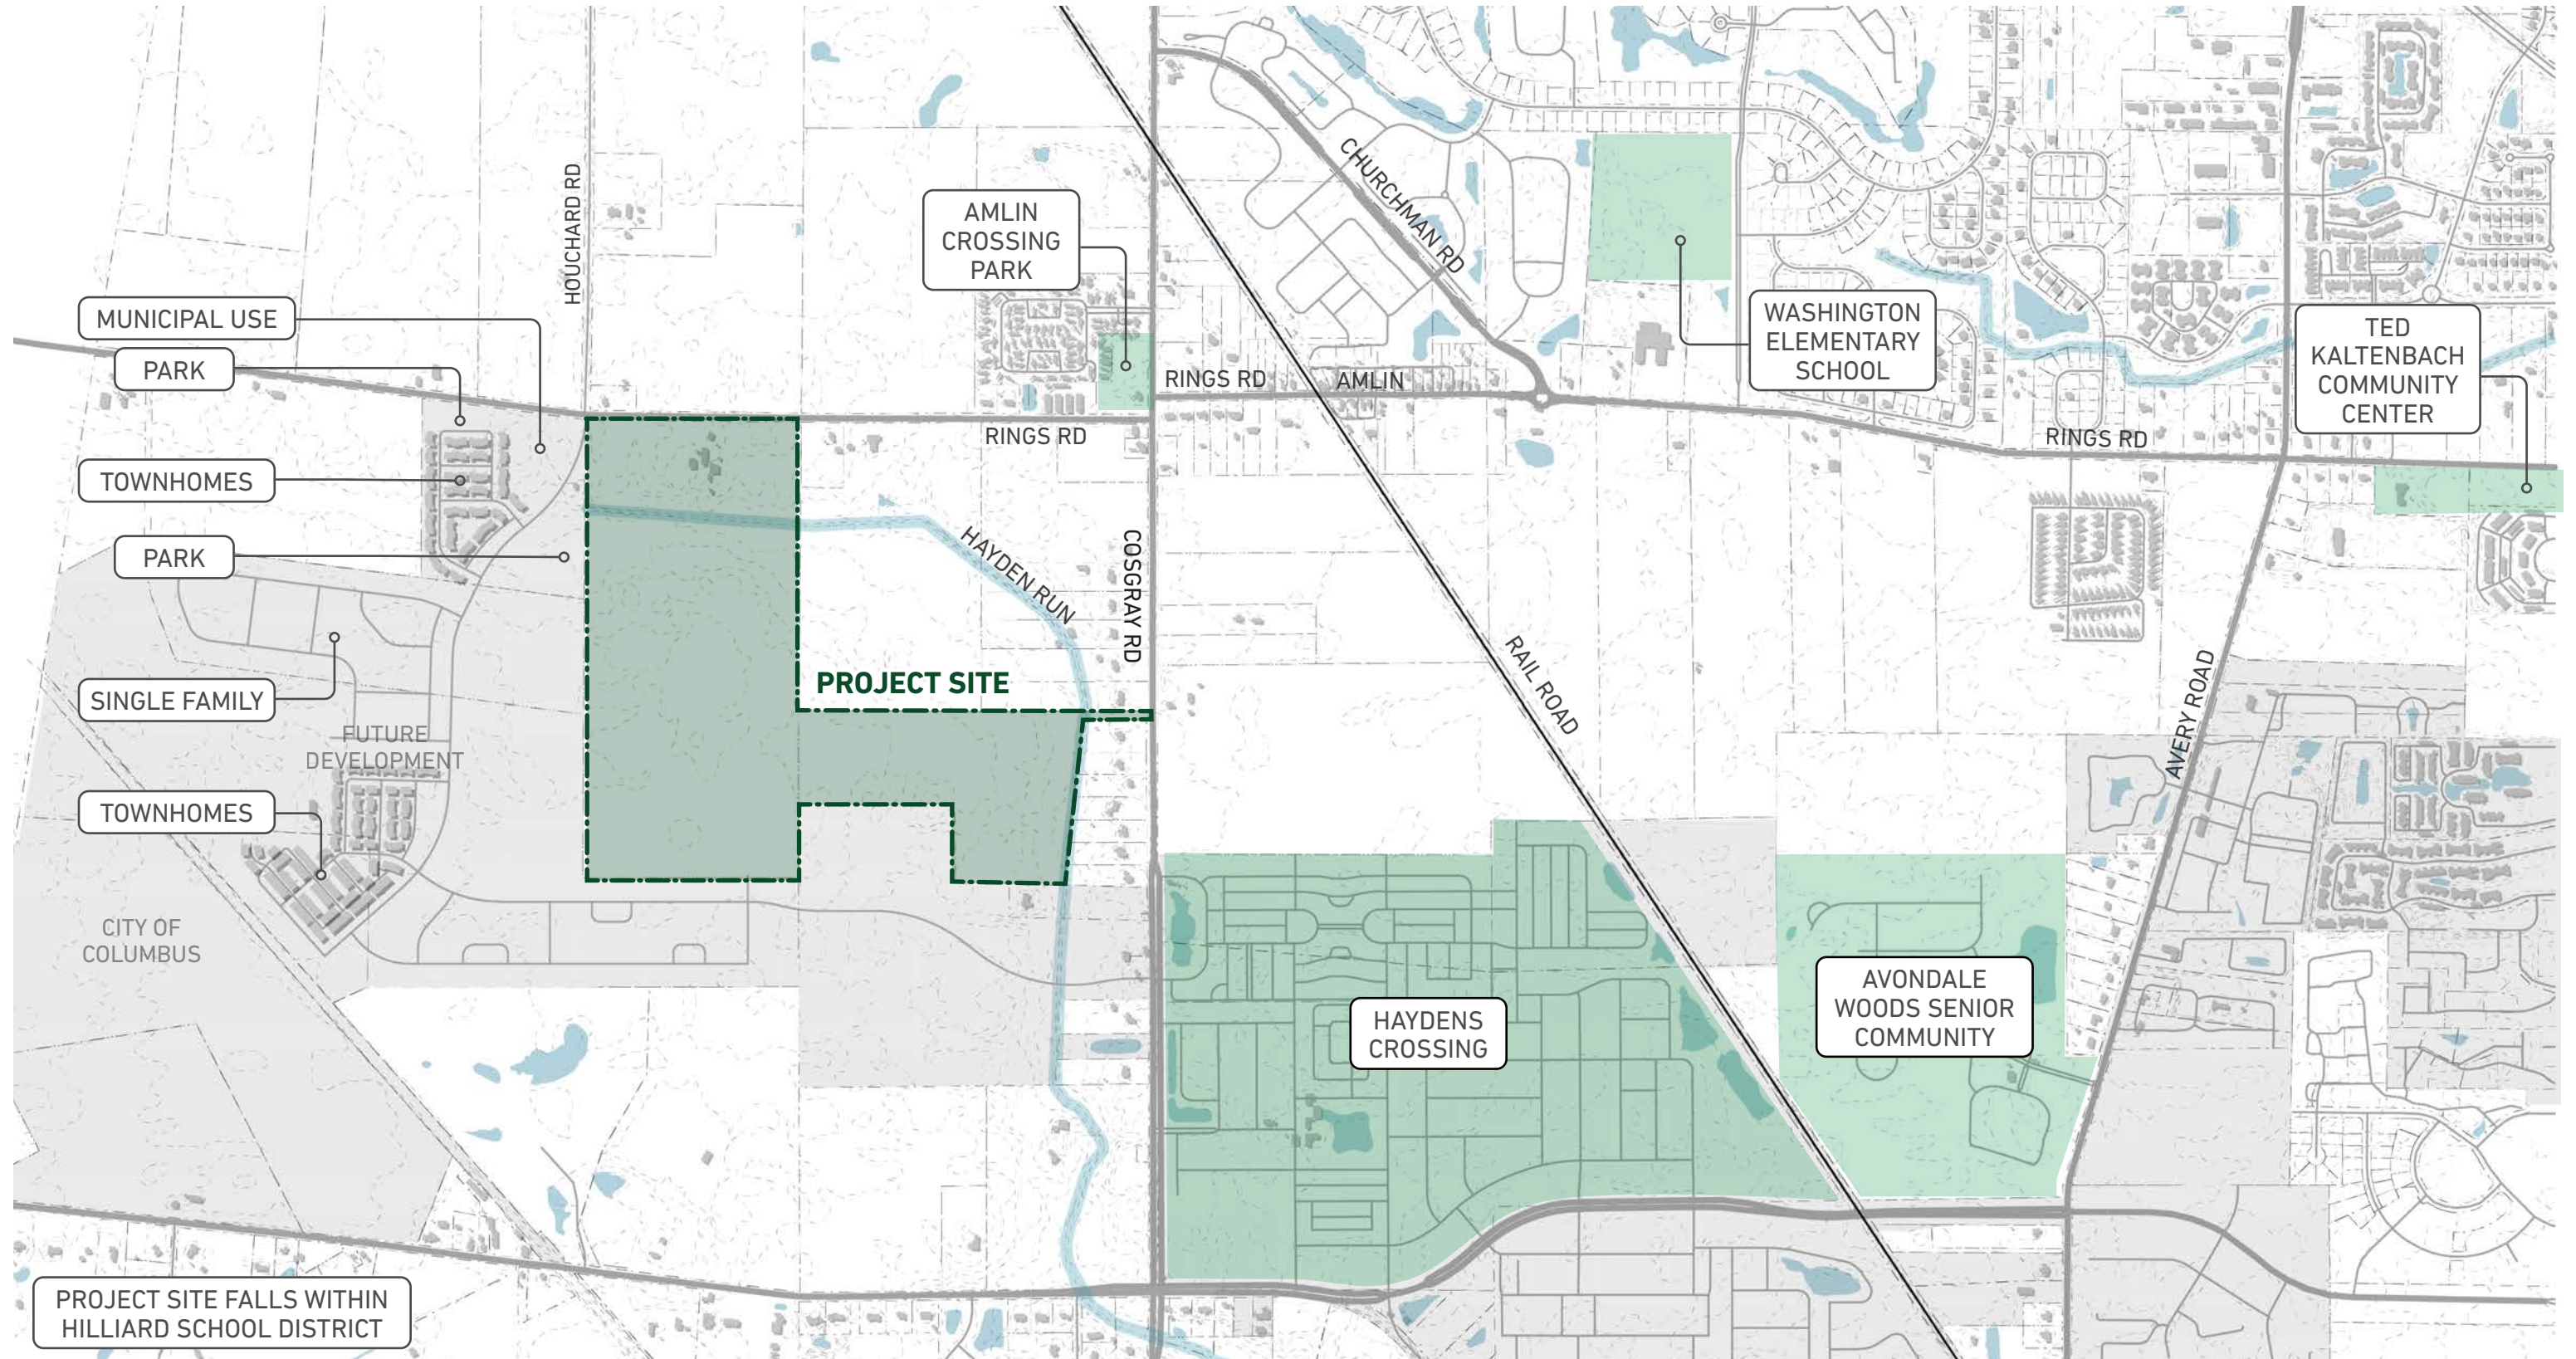 HOUCHARD RD
CHURCHMAN RD
AMLIN
CROSSING
PARK
MUNICIPAL USE
PARK
WASHINGTON
ELEMENTARY
SCHOOL
TED
KALTENBACH
COMMUNITY
CENTER
RINGS RD
AMLIN
RINGS RD
RINGS RD
TOWNHOMES
PARK
HAYDEN RUN
COSGRAY RD
RAIL ROAD
AVERY ROAD
PROJECT SITE
SINGLE FAMILY
FUTURE
DEVELOPMENT
TOWNHOMES
CITY OF
COLUMBUS
HAYDENS
CROSSING
AVONDALE
WOODS SENIOR
COMMUNITY
PROJECT SITE FALLS WITHIN
HILLIARD SCHOOL DISTRICT